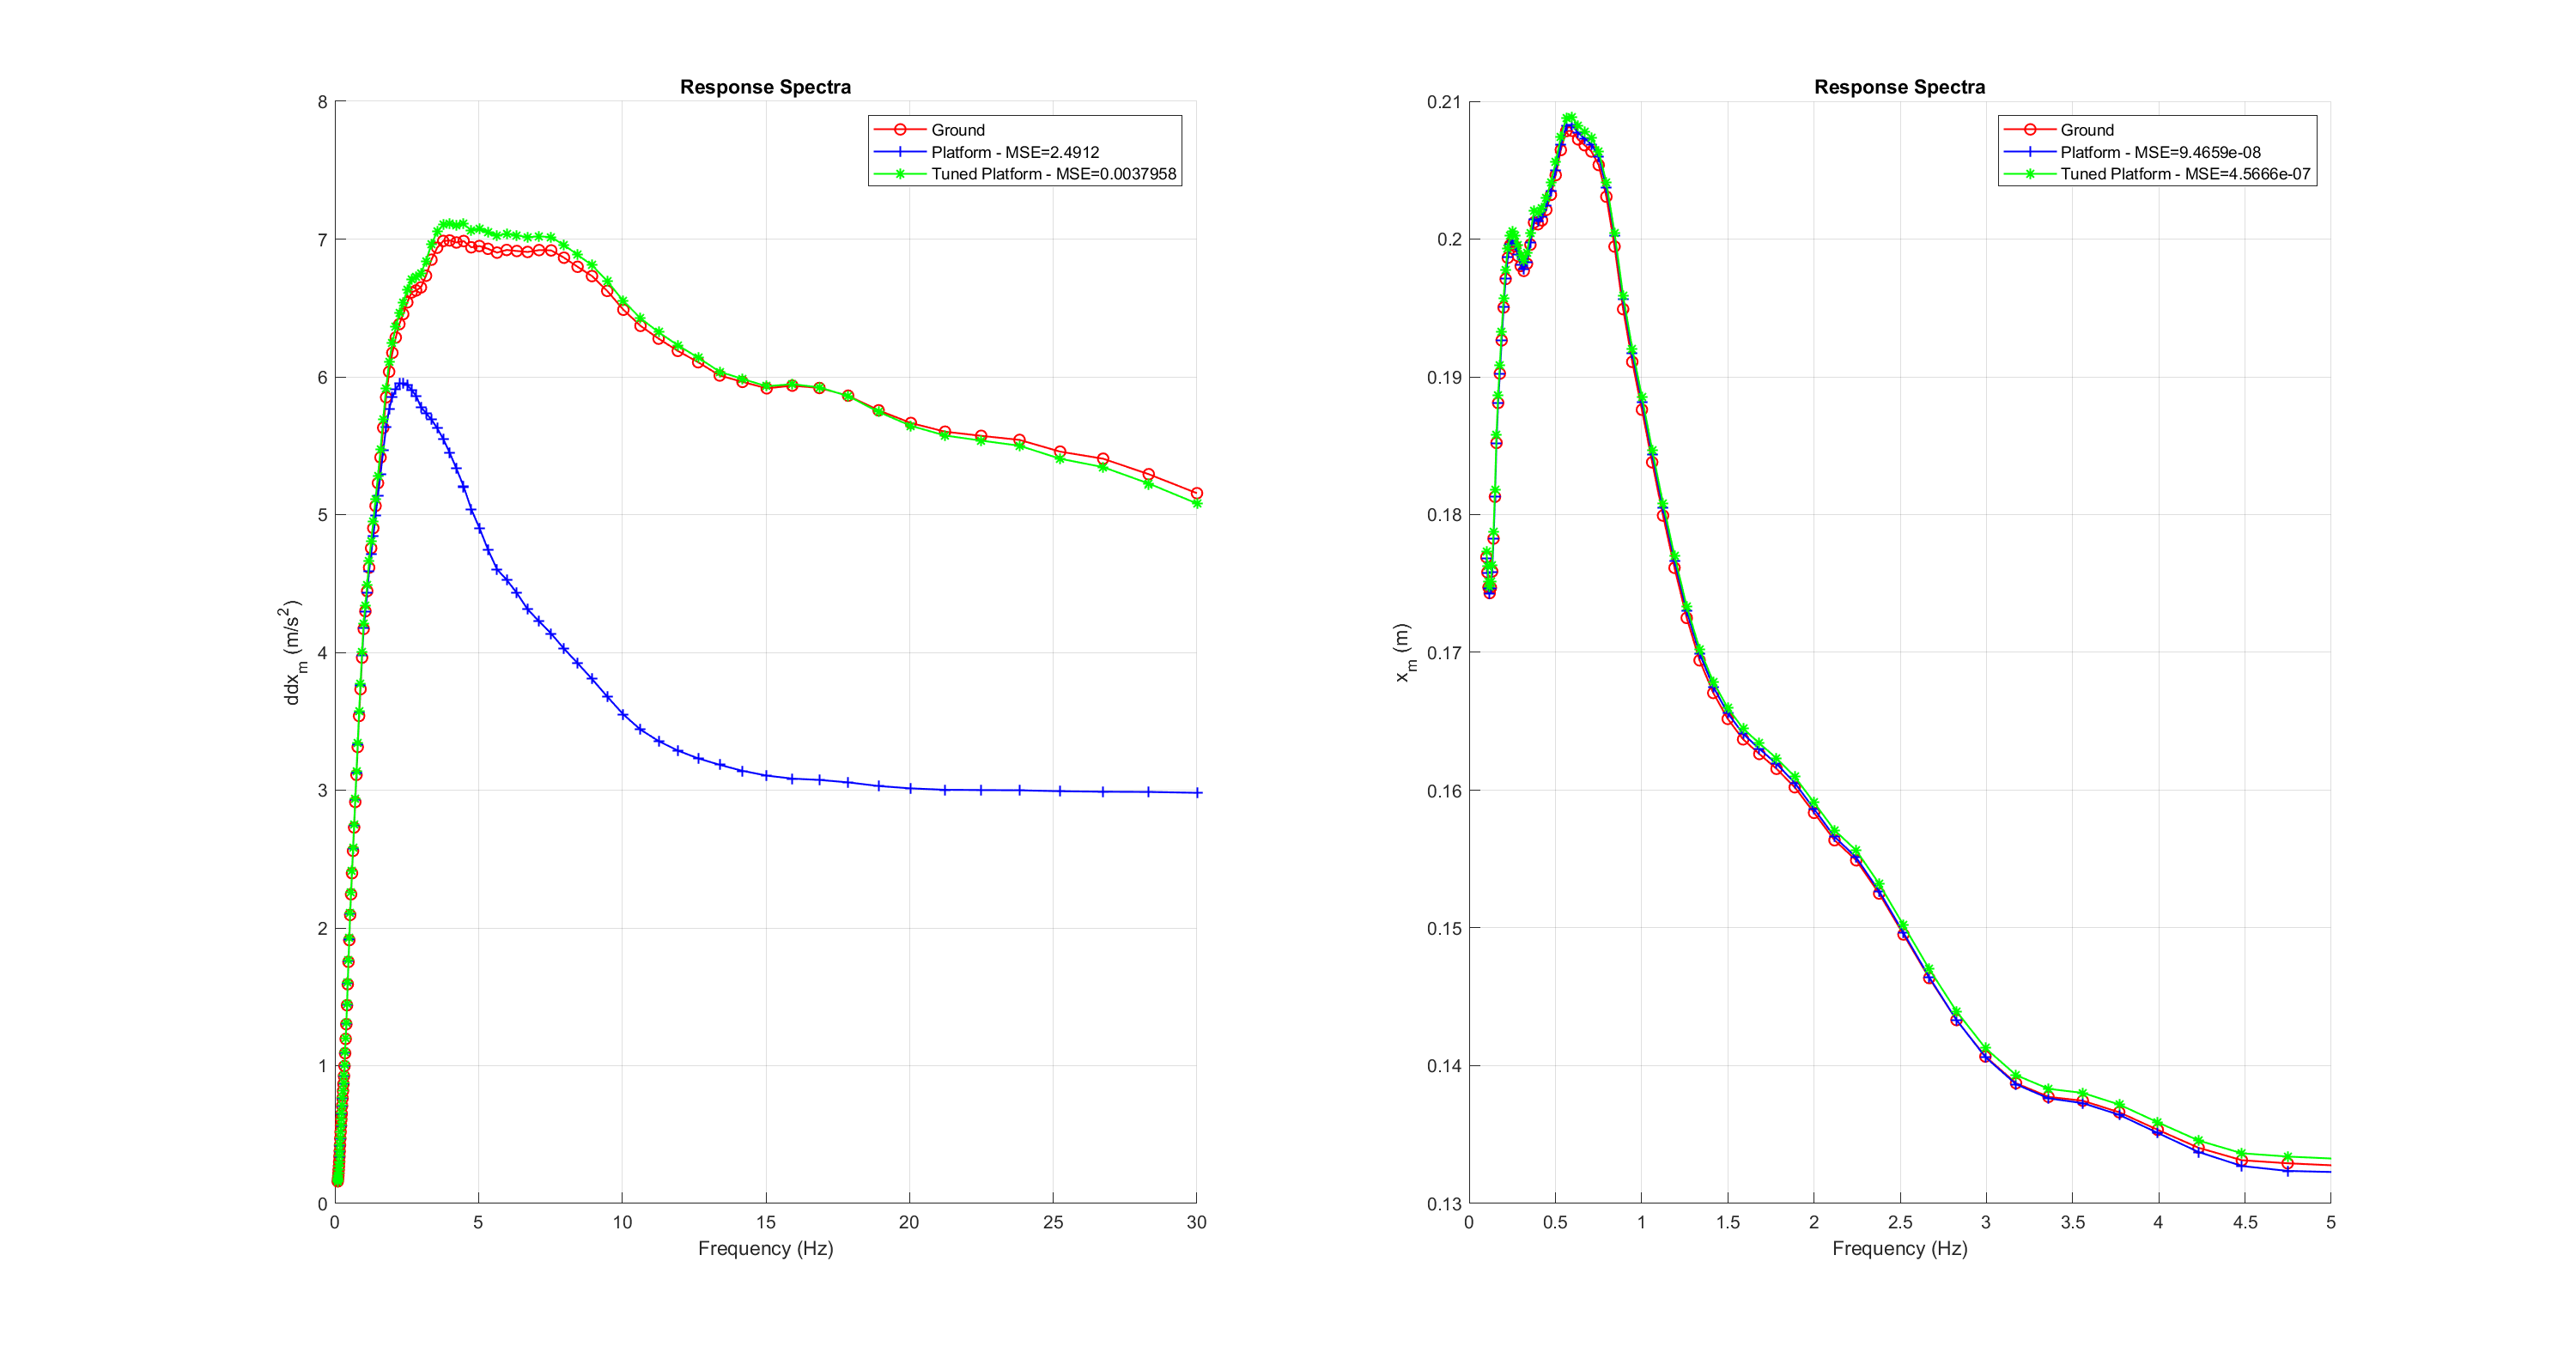 Response Spectra
8
7
6
5
4
3
2
1
0
ddx_m (m/s²)
0 5 10 15 20 25 30
Frequency (Hz)
Ground
Platform - MSE=2.4912
Tuned Platform - MSE=0.0037958
Response Spectra
0.21
0.2
0.19
0.18
0.17
0.16
0.15
0.14
0.13
x_m (m)
0 0.5 1 1.5 2 2.5 3 3.5 4 4.5 5
Frequency (Hz)
Ground
Platform - MSE=9.4659e-08
Tuned Platform - MSE=4.5666e-07